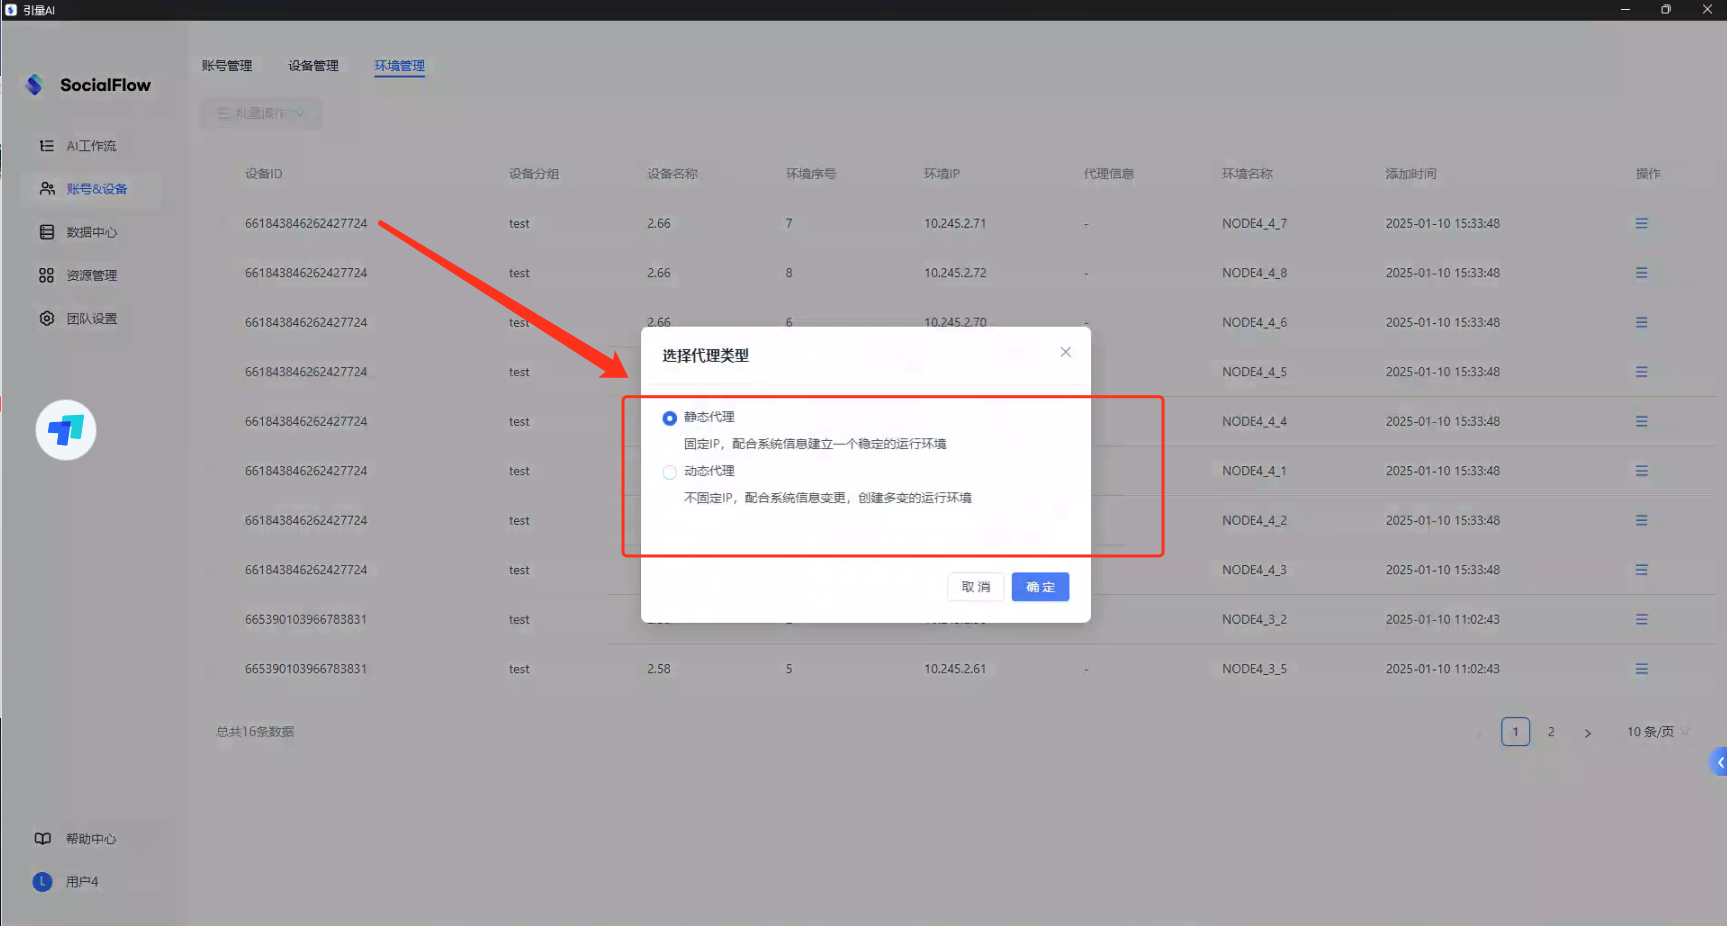 引量AI
SocialFlow
账号管理 设备管理 环境管理
批量操作
AI工作流
账号&设备
数据中心
资源管理
团队设置
帮助中心
L 用户4
设备ID 设备分组 设备名称 环境序号 环境IP 代理信息 环境名称 添加时间 操作
661843846262427724 test 2.66 7 10.245.2.71 - NODE4_4_7 2025-01-10 15:33:48
661843846262427724 test 2.66 8 10.245.2.72 - NODE4_4_8 2025-01-10 15:33:48
661843846262427724 test 2.66 6 10.245.2.70 - NODE4_4_6 2025-01-10 15:33:48
661843846262427724 test NODE4_4_5 2025-01-10 15:33:48
661843846262427724 test NODE4_4_4 2025-01-10 15:33:48
661843846262427724 test NODE4_4_1 2025-01-10 15:33:48
661843846262427724 test NODE4_4_2 2025-01-10 15:33:48
661843846262427724 test NODE4_4_3 2025-01-10 15:33:48
665390103966783831 test NODE4_3_2 2025-01-10 11:02:43
665390103966783831 test 2.58 5 10.245.2.61 - NODE4_3_5 2025-01-10 11:02:43
选择代理类型
静态代理
固定IP，配合系统信息建立一个稳定的运行环境
动态代理
不固定IP，配合系统信息变更，创建多变的运行环境
取 消 确 定
总共16条数据
1 2 10 条/页